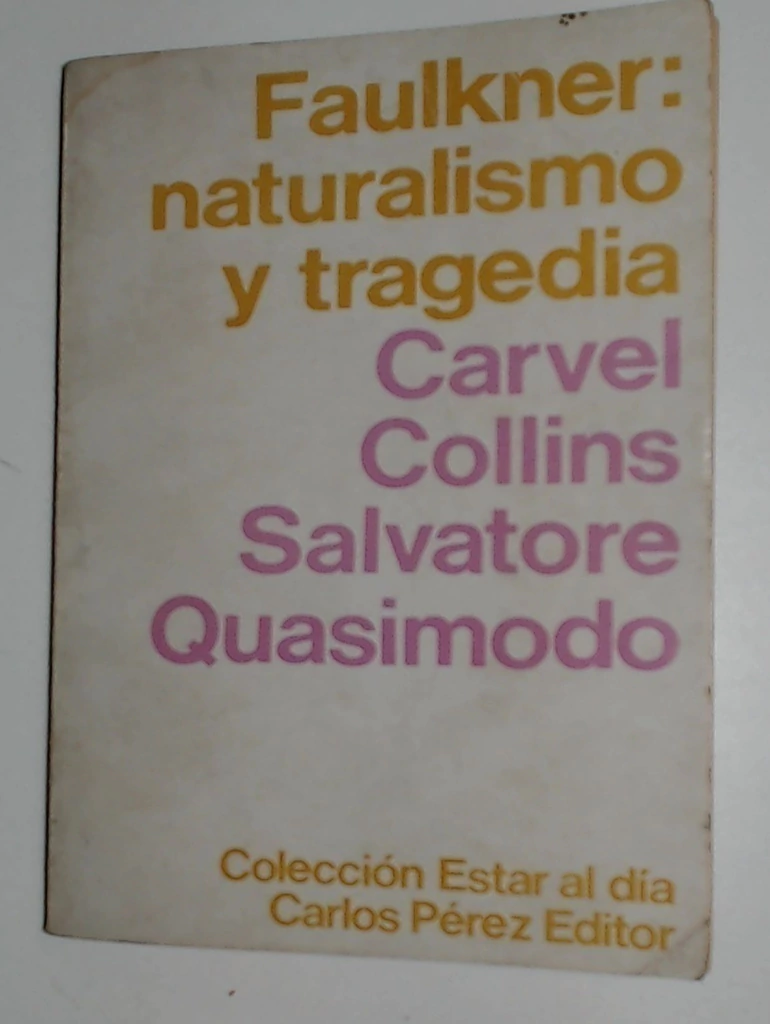 Faulkner:
naturalismo
y tragedia
Carvel
Collins
Salvatore
Quasimodo
Colección Estar al día
Carlos Pérez Editor